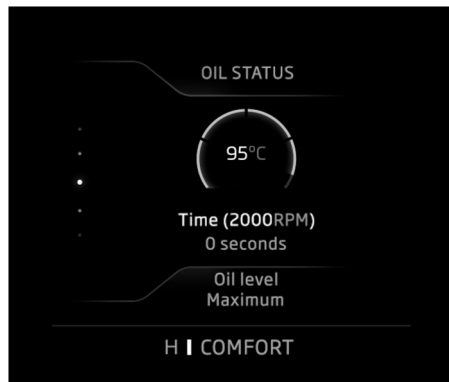 OIL STATUS
95°C
Time (2000RPM)
0 seconds
Oil level
Maximum
H COMFORT